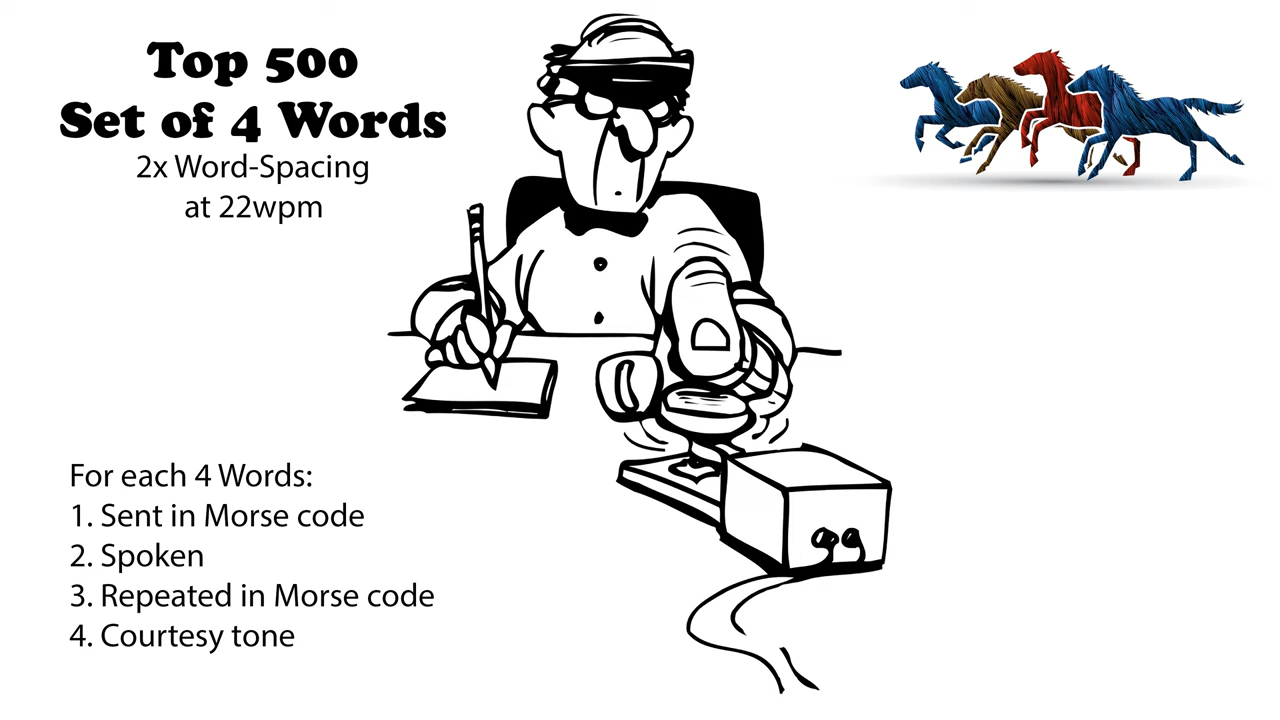 Top 500
Set of 4 Words
2x Word-Spacing
at 22wpm
For each 4 Words:
1. Sent in Morse code
2. Spoken
3. Repeated in Morse code
4. Courtesy tone